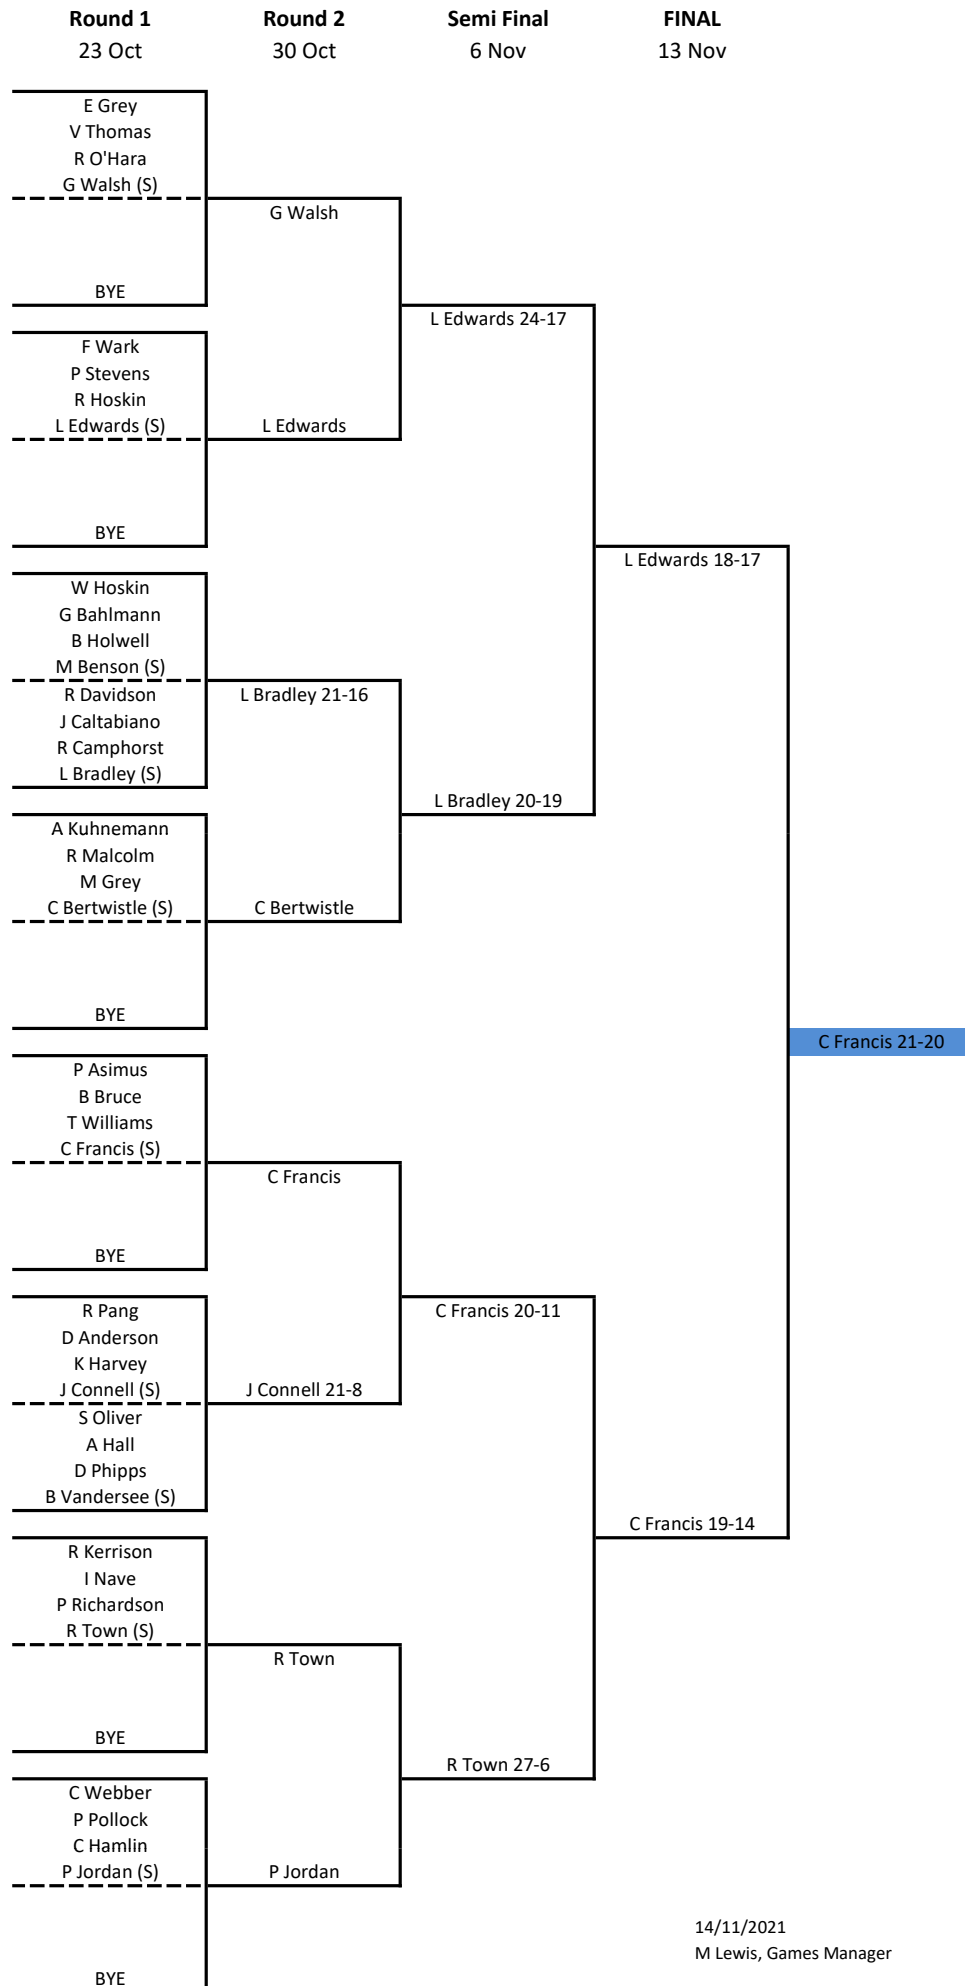 Round 1 Round 2 Semi Final FINAL
23 Oct 30 Oct 6 Nov 13 Nov
E Grey
V Thomas
R O'Hara
G Walsh (S)
G Walsh
BYE
L Edwards 24-17
F Wark
P Stevens
R Hoskin
L Edwards (S) L Edwards
BYE
L Edwards 18-17
W Hoskin
G Bahlmann
B Holwell
M Benson (S)
R Davidson L Bradley 21-16
J Caltabiano
R Camphorst
L Bradley (S)
L Bradley 20-19
A Kuhnemann
R Malcolm
M Grey
C Bertwistle (S) C Bertwistle
BYE
C Francis 21-20
P Asimus
B Bruce
T Williams
C Francis (S)
C Francis
BYE
R Pang C Francis 20-11
D Anderson
K Harvey
J Connell (S) J Connell 21-8
S Oliver
A Hall
D Phipps
B Vandersee (S)
C Francis 19-14
R Kerrison
I Nave
P Richardson
R Town (S)
R Town
BYE
R Town 27-6
C Webber
P Pollock
C Hamlin
P Jordan (S) P Jordan
14/11/2021
M Lewis, Games Manager
BYE